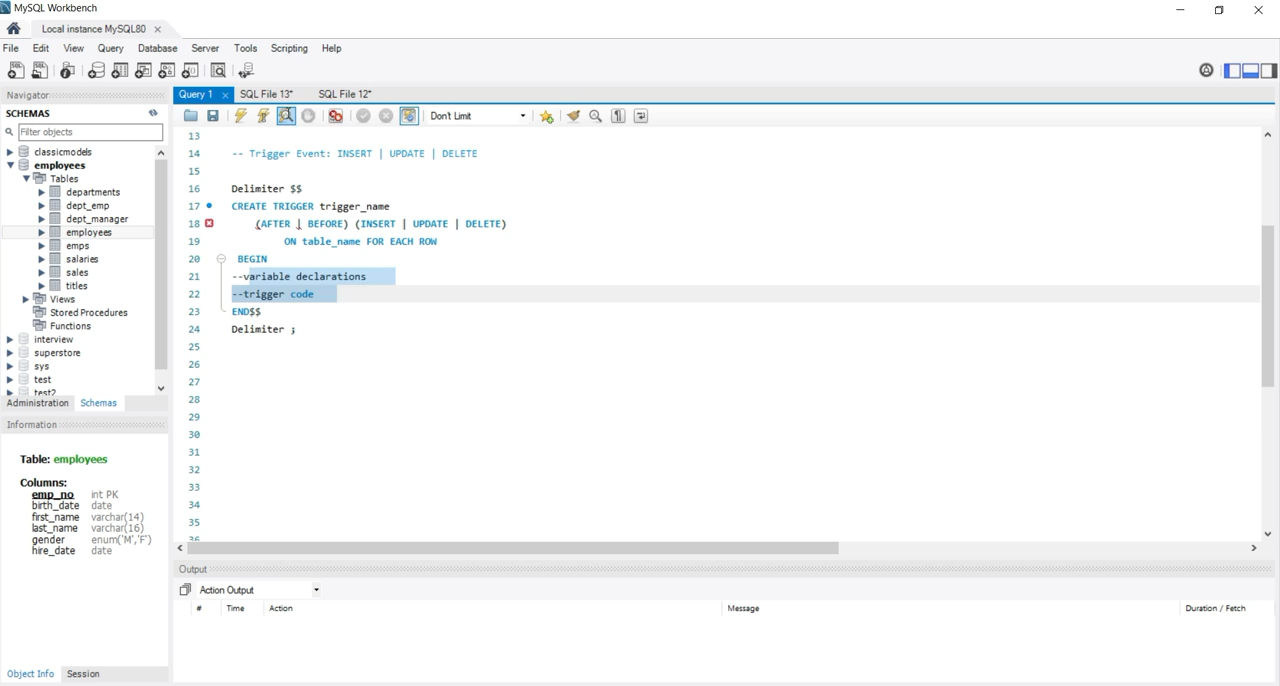 MySQL Workbench
Local instance MySQL80
File Edit View Query Database Server Tools Scripting Help
Navigator
SCHEMAS
Filter objects
classicmodels
employees
Tables
departments
dept_emp
dept_manager
employees
emps
salaries
sales
titles
Views
Stored Procedures
Functions
interview
superstore
sys
test
test2
Administration Schemas
Information
Table: employees
Columns:
emp_no int PK
birth_date date
first_name varchar(14)
last_name varchar(16)
gender enum('M','F')
hire_date date
Object Info Session
Query 1 SQL File 13* SQL File 12*
Don't Limit
13
14 -- Trigger Event: INSERT | UPDATE | DELETE
15
16 Delimiter $$
17 CREATE TRIGGER trigger_name
18 (AFTER | BEFORE) (INSERT | UPDATE | DELETE)
19 ON table_name FOR EACH ROW
20 BEGIN
21 --variable declarations
22 --trigger code
23 END$$
24 Delimiter ;
25
26
27
28
29
30
31
32
33
34
35
36
Output
Action Output
# Time Action Message Duration / Fetch